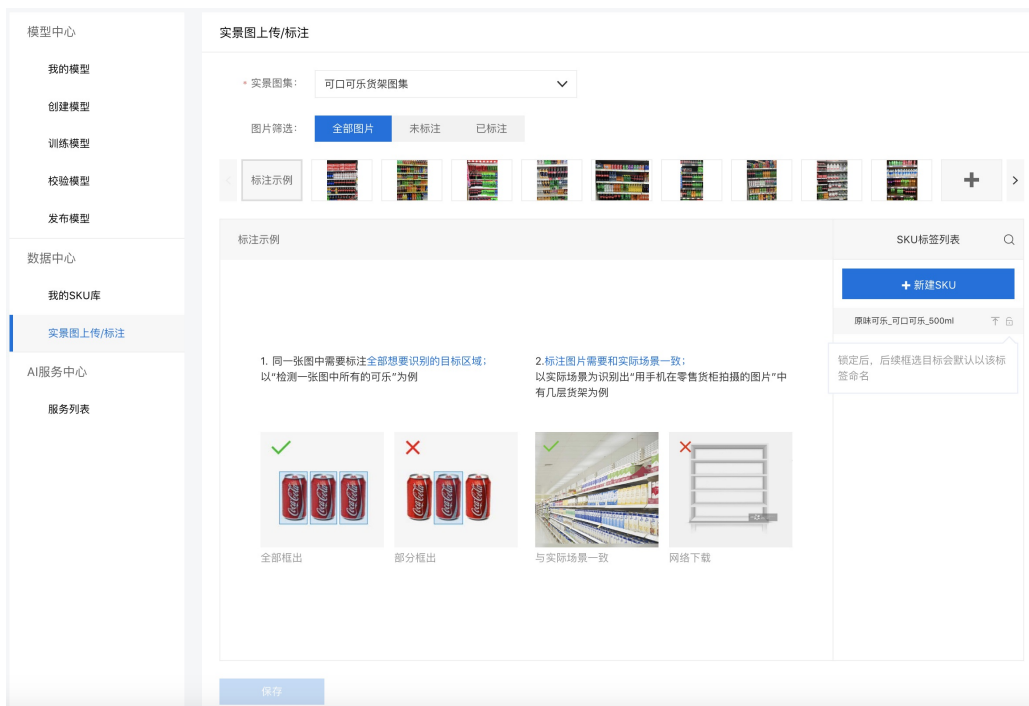 模型中心
我的模型
创建模型
训练模型
校验模型
发布模型
数据中心
我的SKU库
实景图上传/标注
AI服务中心
服务列表
实景图上传/标注
* 实景图集：
可口可乐货架图集
图片筛选：
全部图片
未标注
已标注
标注示例
标注示例
1. 同一张图中需要标注全部想要识别的目标区域；
以“检测一张图中所有的可乐”为例
2.标注图片需要和实际场景一致；
以实际场景为识别出“用手机在零售货柜拍摄的图片”中
有几层货架为例
Coca-Cola
Coca-Cola
Coca-Cola
Coca-Cola
Coca-Cola
Coca-Cola
全部框出
部分框出
与实际场景一致
网络下载
SKU标签列表
新建SKU
原味可乐_可口可乐_500ml
锁定后，后续框选目标会默认以该标
签命名
保存